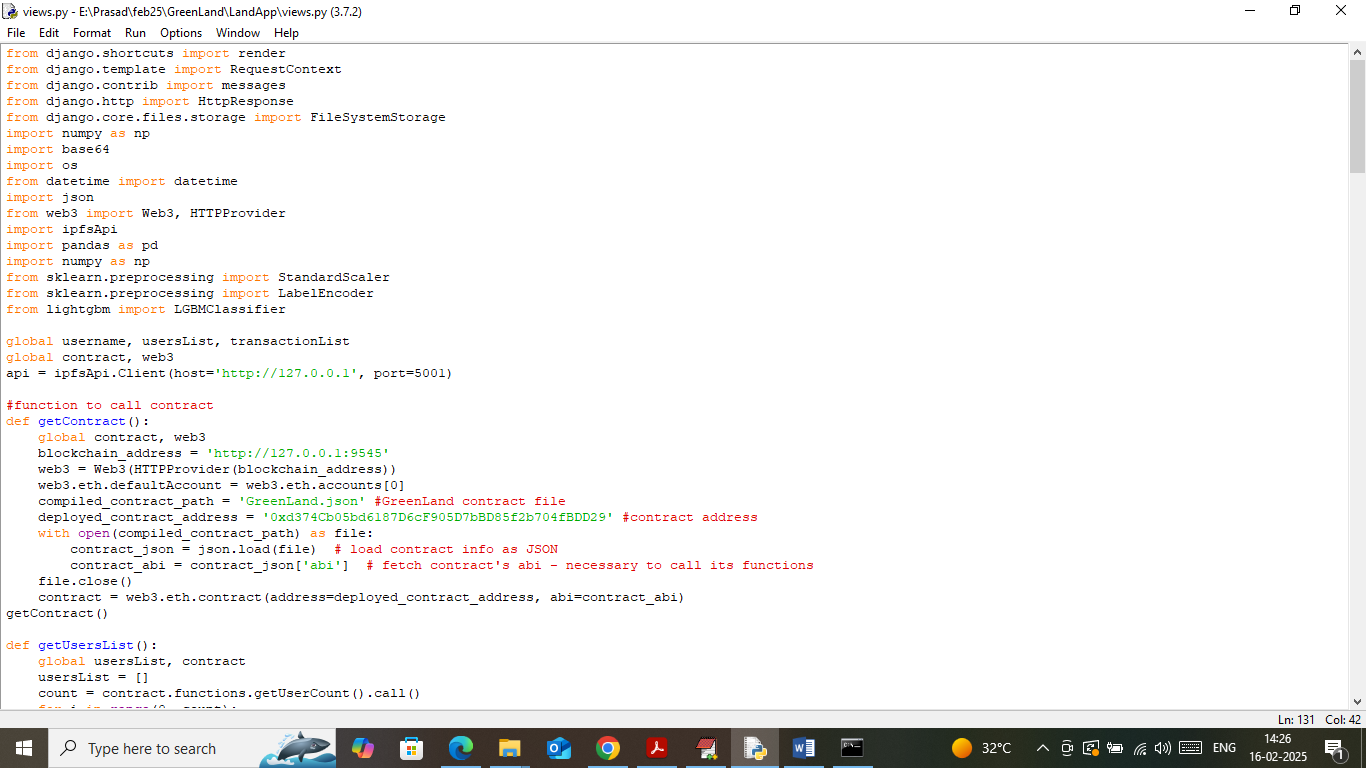 views.py - E:\Prasad\feb25\GreenLand\LandApp\views.py (3.7.2)
File Edit Format Run Options Window Help
from django.shortcuts import render
from django.template import RequestContext
from django.contrib import messages
from django.http import HttpResponse
from django.core.files.storage import FileSystemStorage
import numpy as np
import base64
import os
from datetime import datetime
import json
from web3 import Web3, HTTPProvider
import ipfsApi
import pandas as pd
import numpy as np
from sklearn.preprocessing import StandardScaler
from sklearn.preprocessing import LabelEncoder
from lightgbm import LGBMClassifier

global username, usersList, transactionList
global contract, web3
api = ipfsApi.Client(host='http://127.0.0.1', port=5001)

#function to call contract
def getContract():
    global contract, web3
    blockchain_address = 'http://127.0.0.1:9545'
    web3 = Web3(HTTPProvider(blockchain_address))
    web3.eth.defaultAccount = web3.eth.accounts[0]
    compiled_contract_path = 'GreenLand.json' #GreenLand contract file
    deployed_contract_address = '0xd374Cb05bd6187D6cF905D7bBD85f2b704fBDD29' #contract address
    with open(compiled_contract_path) as file:
        contract_json = json.load(file)  # load contract info as JSON
        contract_abi = contract_json['abi']  # fetch contract's abi - necessary to call its functions
    file.close()
    contract = web3.eth.contract(address=deployed_contract_address, abi=contract_abi)
getContract()

def getUsersList():
    global usersList, contract
    usersList = []
    count = contract.functions.getUserCount().call()
    for i in range(0, count):
Ln: 131 Col: 42
Type here to search
32°C
ENG
14:26
16-02-2025
1